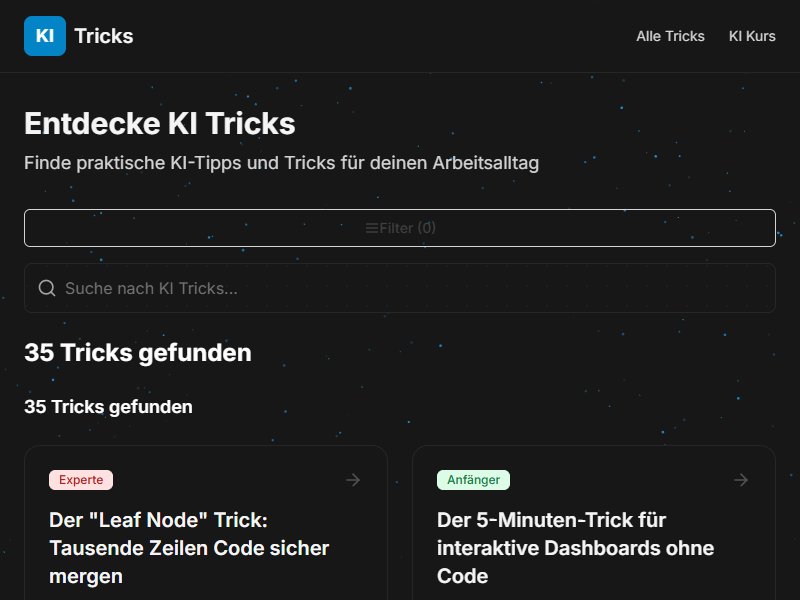 KI Tricks
Alle Tricks
KI Kurs
Entdecke KI Tricks
Finde praktische KI-Tipps und Tricks für deinen Arbeitsalltag
Filter (0)
Suche nach KI Tricks...
35 Tricks gefunden
35 Tricks gefunden
Experte
Der "Leaf Node" Trick:
Tausende Zeilen Code sicher
mergen
Anfänger
Der 5-Minuten-Trick für
interaktive Dashboards ohne
Code